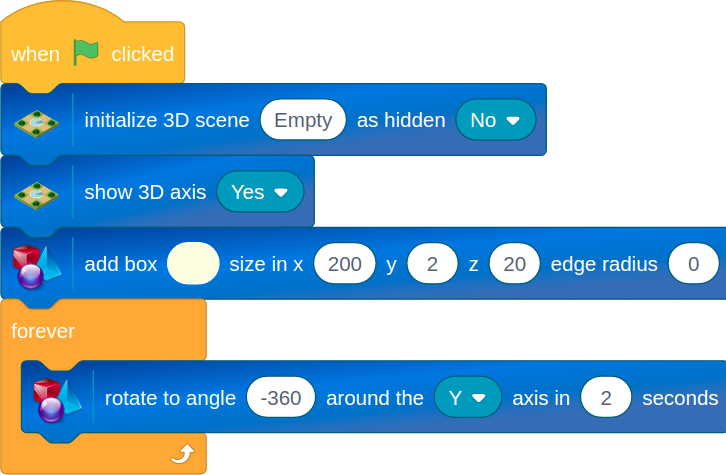 when clicked
initialize 3D scene Empty as hidden No
show 3D axis Yes
add box size in x 200 y 2 z 20 edge radius 0
forever
rotate to angle -360 around the Y axis in 2 seconds